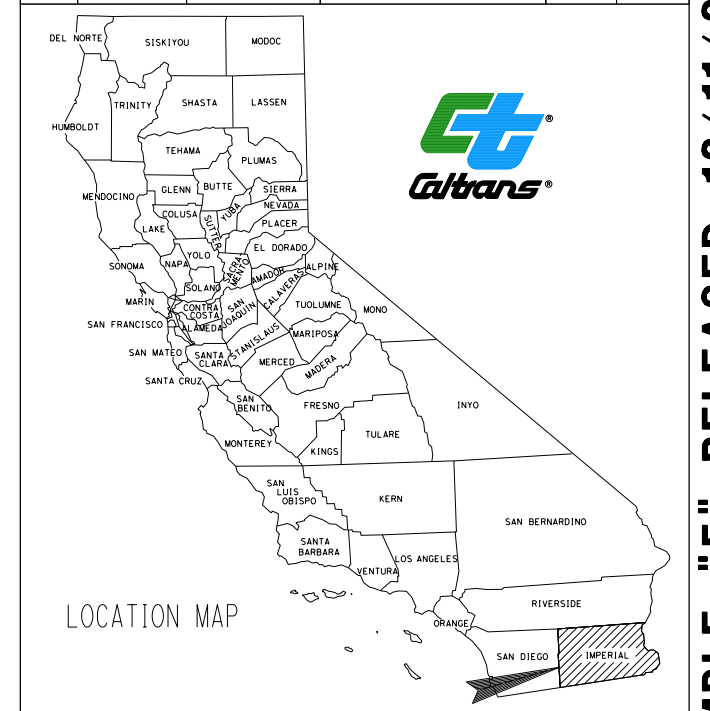 DEL NORTE
SISKIYOU
MODOC
TRINITY
SHASTA
LASSEN
HUMBOLDT
TEHAMA
PLUMAS
MENDOCINO
GLENN
BUTTE
SIERRA
NEVADA
COLUSA
SUTTER
YUBA
PLACER
LAKE
EL DORADO
YOLO
NAPA
SONOMA
SACRA
MENTO
AMADOR
ALPINE
SOLANO
MARIN
CALAVERAS
CONTRA
COSTA
SAN
JOAQUIN
TUOLUMNE
MONO
SAN FRANCISCO
ALAMEDA
STANISLAUS
MARIPOSA
SAN MATEO
SANTA
CLARA
MERCED
MADERA
SANTA CRUZ
SAN
BENITO
FRESNO
INYO
MONTEREY
KINGS
TULARE
SAN
LUIS
OBISPO
KERN
SAN BERNARDINO
SANTA
BARBARA
VENTURA
LOS ANGELES
RIVERSIDE
ORANGE
SAN DIEGO
IMPERIAL
LOCATION MAP
Ct ®
Caltrans ®